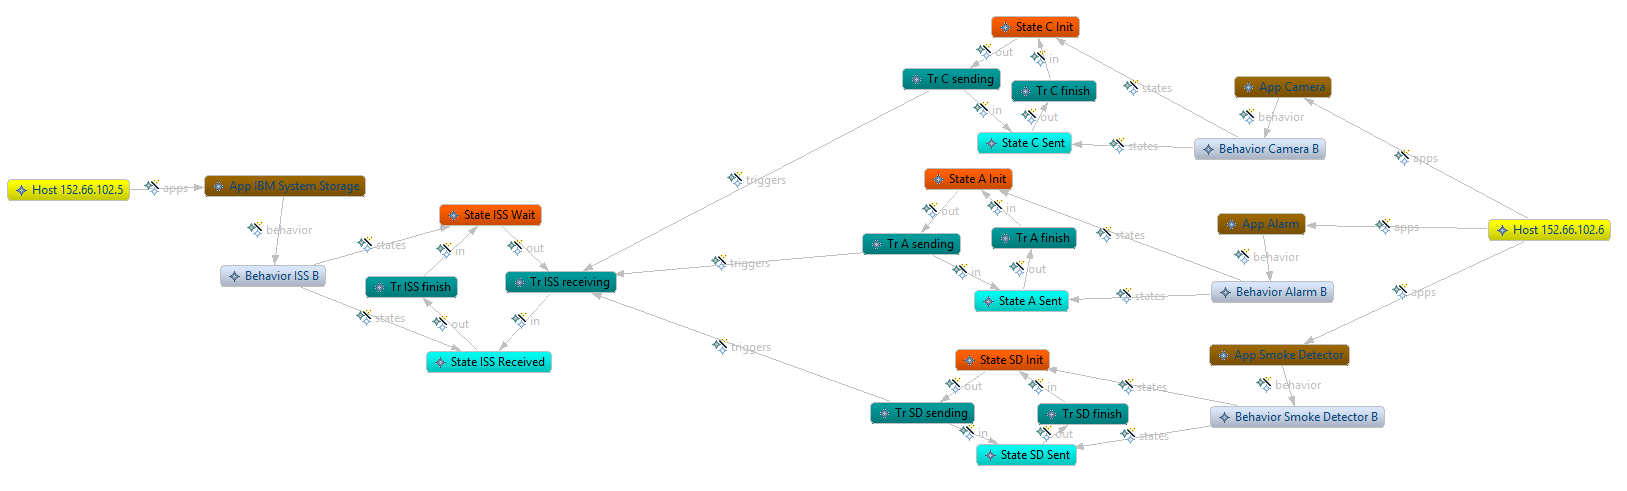 State C Init
out
in
Tr C sending
Tr C finish
states
App Camera
in
out
behavior
State C Sent
states
Behavior Camera B
apps
triggers
State A Init
Host 152.66.102.5
apps
App IBM System Storage
State ISS Wait
out
in
App Alarm
apps
Host 152.66.102.6
behavior
states
in
out
Tr A sending
Tr A finish
states
behavior
triggers
in
out
Behavior ISS B
Tr ISS finish
Tr ISS receiving
State A Sent
states
Behavior Alarm B
apps
states
out
in
triggers
State ISS Received
State SD Init
App Smoke Detector
out
in
states
behavior
Tr SD sending
Tr SD finish
Behavior Smoke Detector B
in
out
states
State SD Sent